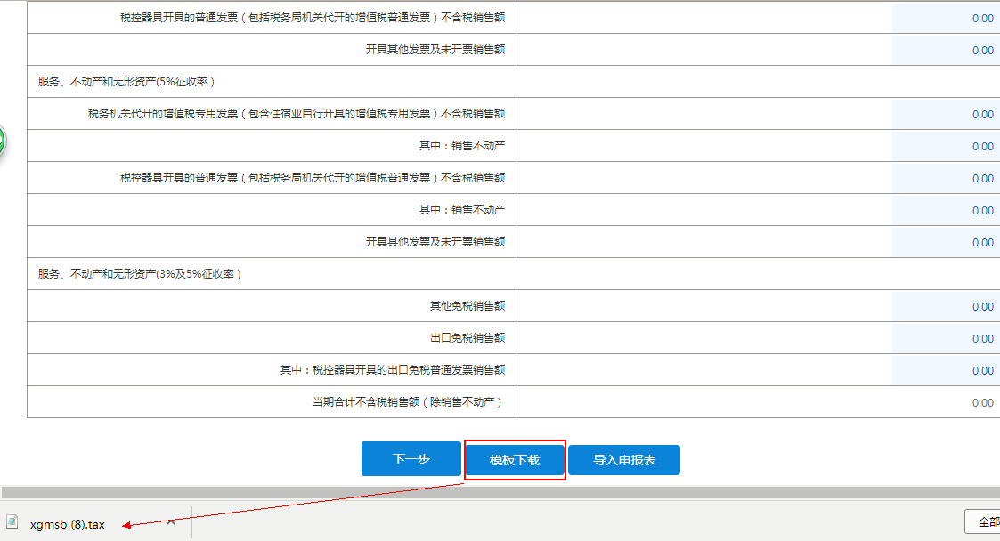 税控器具开具的普通发票（包括税务局机关代开的增值税普通发票）不含税销售额 0.00
开具其他发票及未开票销售额 0.00
服务、不动产和无形资产(5%征收率）
税务机关代开的增值税专用发票（包含住宿业自行开具的增值税专用发票）不含税销售额 0.00
其中：销售不动产 0.00
税控器具开具的普通发票（包括税务局机关代开的增值税普通发票）不含税销售额 0.00
其中：销售不动产 0.00
开具其他发票及未开票销售额 0.00
服务、不动产和无形资产(3%及5%征收率）
其他免税销售额 0.00
出口免税销售额 0.00
其中：税控器具开具的出口免税普通发票销售额 0.00
当期合计不含税销售额（除销售不动产） 0.00
下一步 模板下载 导入申报表
xgmsb (8).tax 全部